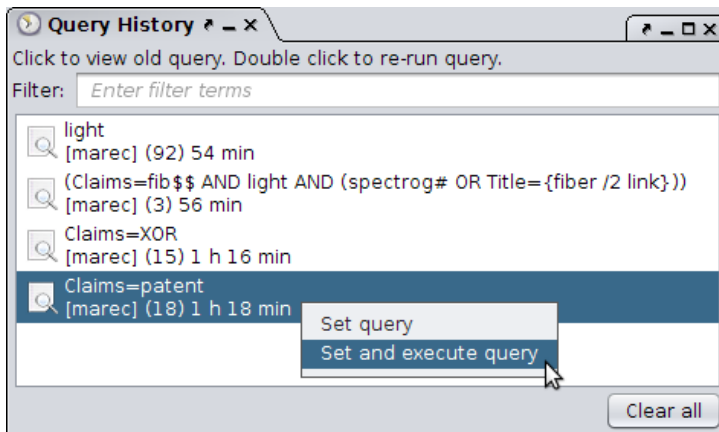 Query History
Click to view old query. Double click to re-run query.
Filter: Enter filter terms
light
[marec] (92) 54 min
(Claims=fib$$ AND light AND (spectrog# OR Title={fiber /2 link}))
[marec] (3) 56 min
Claims=XOR
[marec] (15) 1 h 16 min
Claims=patent
[marec] (18) 1 h 18 min
Set query
Set and execute query
Clear all